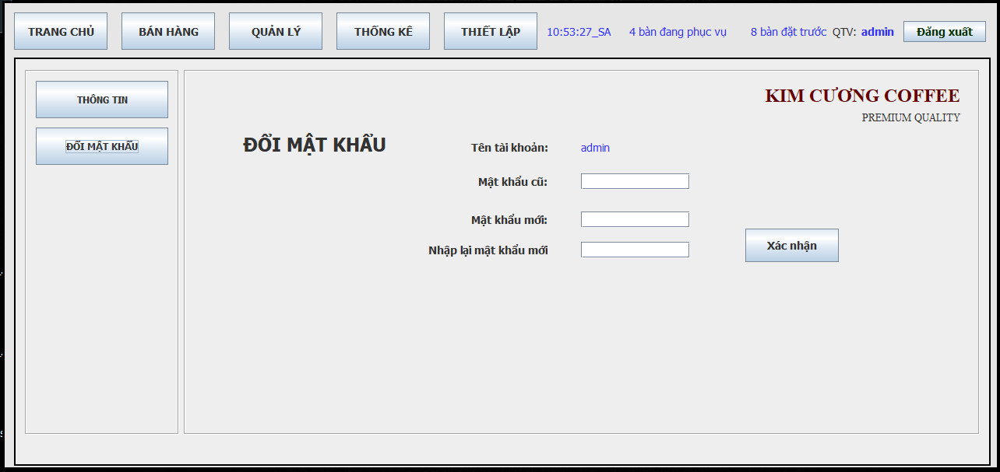 TRANG CHỦ BÁN HÀNG QUẢN LÝ THỐNG KÊ THIẾT LẬP 10:53:27_SA 4 bàn đang phục vụ 8 bàn đặt trước QTV: admin Đăng xuất
THÔNG TIN
ĐỔI MẬT KHẨU
KIM CƯƠNG COFFEE
PREMIUM QUALITY
ĐỔI MẬT KHẨU
Tên tài khoản: admin
Mật khẩu cũ:
Mật khẩu mới:
Nhập lại mật khẩu mới
Xác nhận